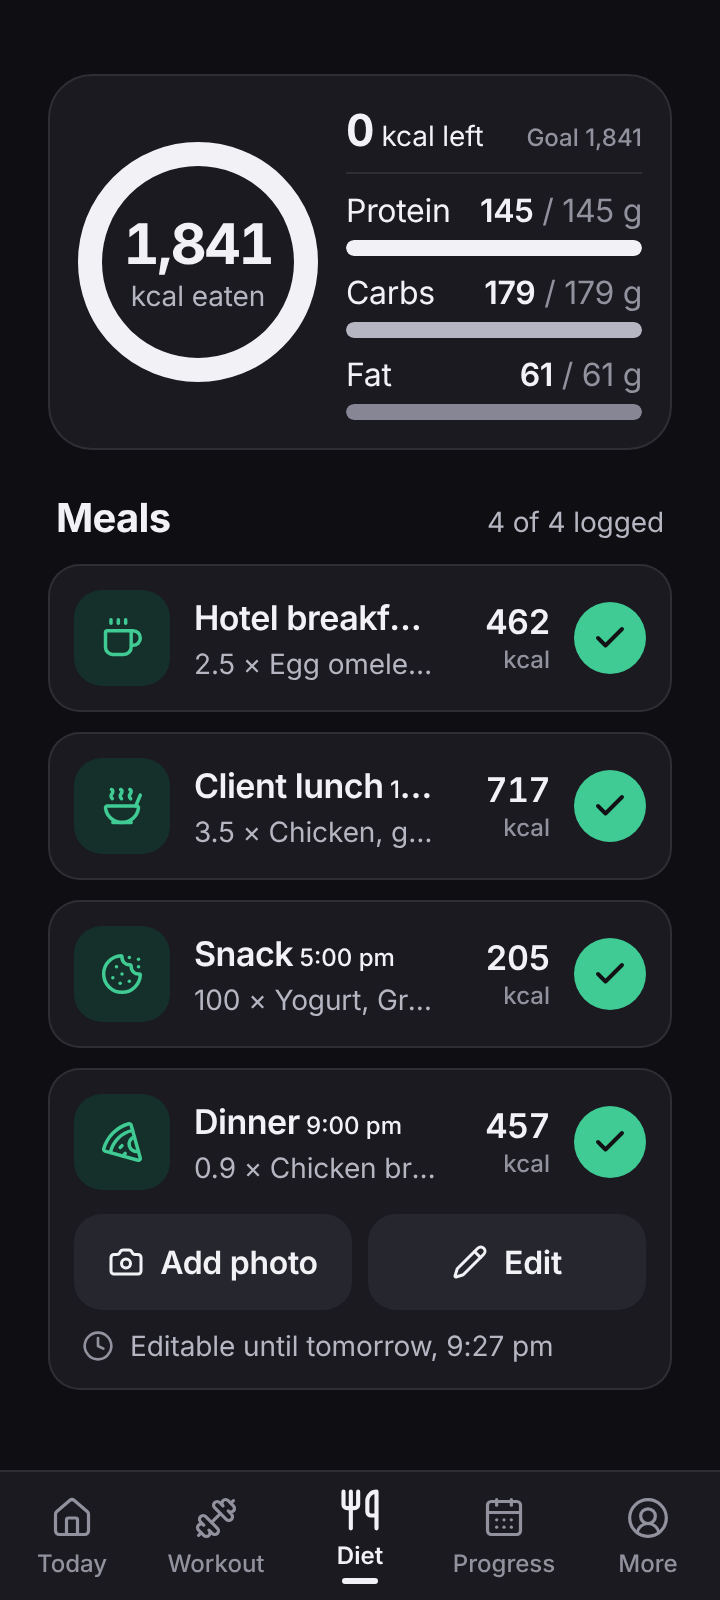 0 kcal left Goal 1,841
1,841
kcal eaten
Protein 145 / 145 g
Carbs 179 / 179 g
Fat 61 / 61 g
Meals 4 of 4 logged
Hotel breakf... 462
2.5 × Egg omele... kcal
Client lunch 1... 717
3.5 × Chicken, g... kcal
Snack 5:00 pm 205
100 × Yogurt, Gr... kcal
Dinner 9:00 pm 457
0.9 × Chicken br... kcal
Add photo Edit
Editable until tomorrow, 9:27 pm
Today Workout Diet Progress More